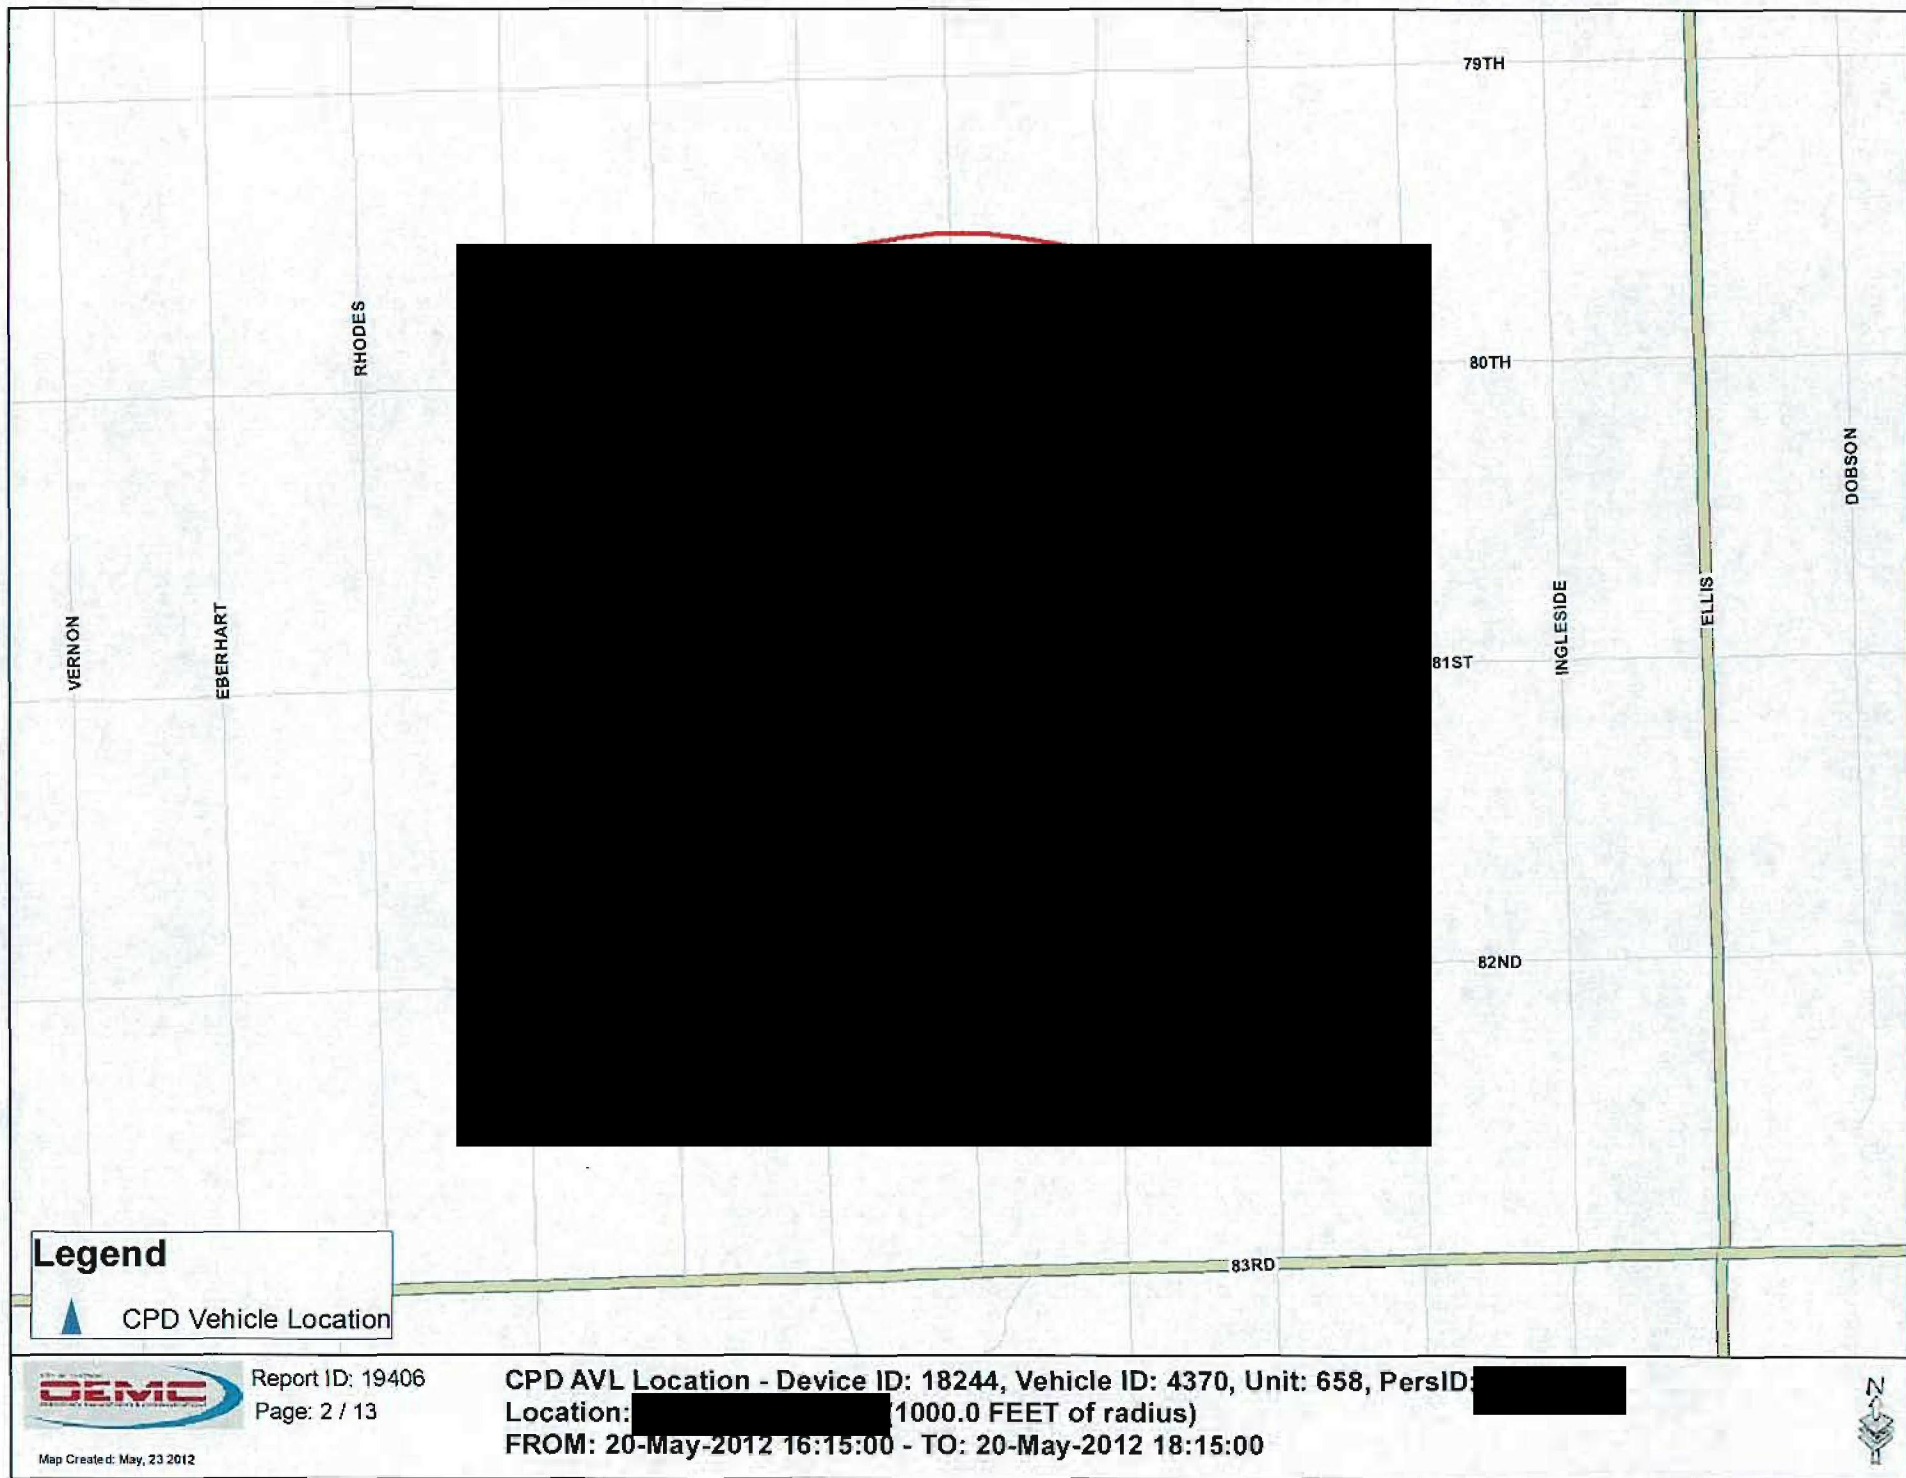 79TH
RHODES
80TH
DOBSON
VERNON
EBERHART
81ST
INGLESIDE
ELLIS
82ND
83RD
Legend
CPD Vehicle Location
OEMC
Report ID: 19406
Page: 2 / 13
Map Created: May, 23 2012
CPD AVL Location - Device ID: 18244, Vehicle ID: 4370, Unit: 658, PersID:
Location: (1000.0 FEET of radius)
FROM: 20-May-2012 16:15:00 - TO: 20-May-2012 18:15:00
N